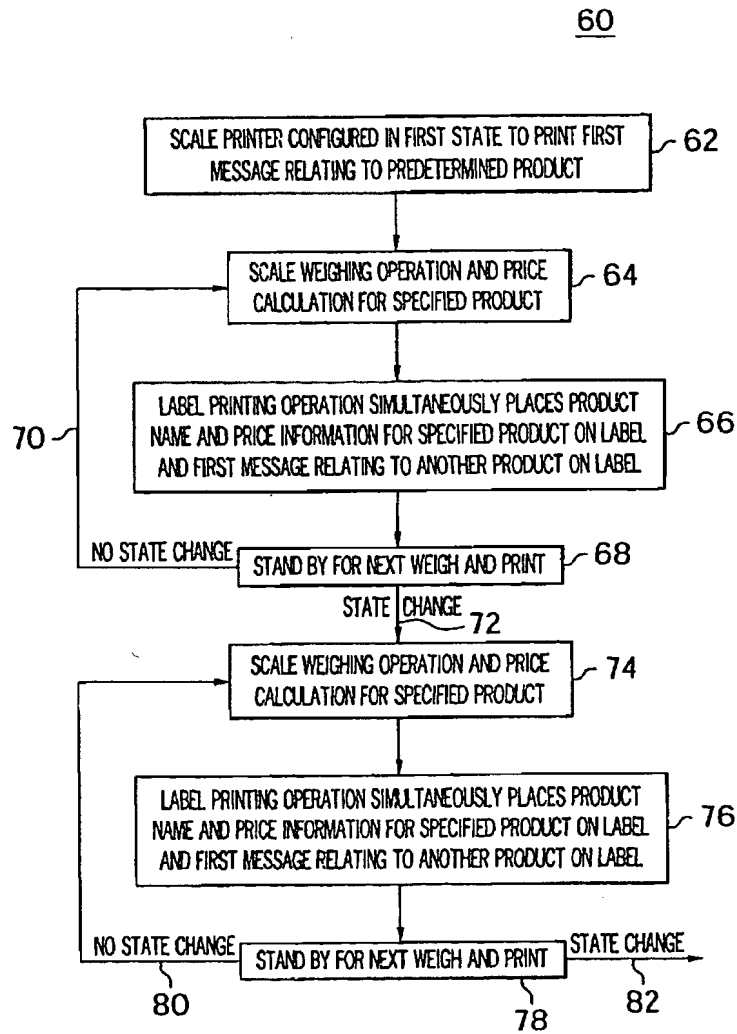 60
SCALE PRINTER CONFIGURED IN FIRST STATE TO PRINT FIRST
MESSAGE RELATING TO PREDETERMINED PRODUCT
62
SCALE WEIGHING OPERATION AND PRICE
CALCULATION FOR SPECIFIED PRODUCT
64
LABEL PRINTING OPERATION SIMULTANEOUSLY PLACES PRODUCT
NAME AND PRICE INFORMATION FOR SPECIFIED PRODUCT ON LABEL
AND FIRST MESSAGE RELATING TO ANOTHER PRODUCT ON LABEL
66
70
NO STATE CHANGE
STAND BY FOR NEXT WEIGH AND PRINT
68
STATE CHANGE
72
SCALE WEIGHING OPERATION AND PRICE
CALCULATION FOR SPECIFIED PRODUCT
74
LABEL PRINTING OPERATION SIMULTANEOUSLY PLACES PRODUCT
NAME AND PRICE INFORMATION FOR SPECIFIED PRODUCT ON LABEL
AND FIRST MESSAGE RELATING TO ANOTHER PRODUCT ON LABEL
76
NO STATE CHANGE
STAND BY FOR NEXT WEIGH AND PRINT
STATE CHANGE
80
78
82